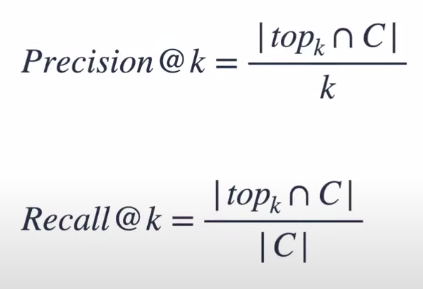 Precision@k = |top_k ∩ C| / k
Recall@k = |top_k ∩ C| / |C|